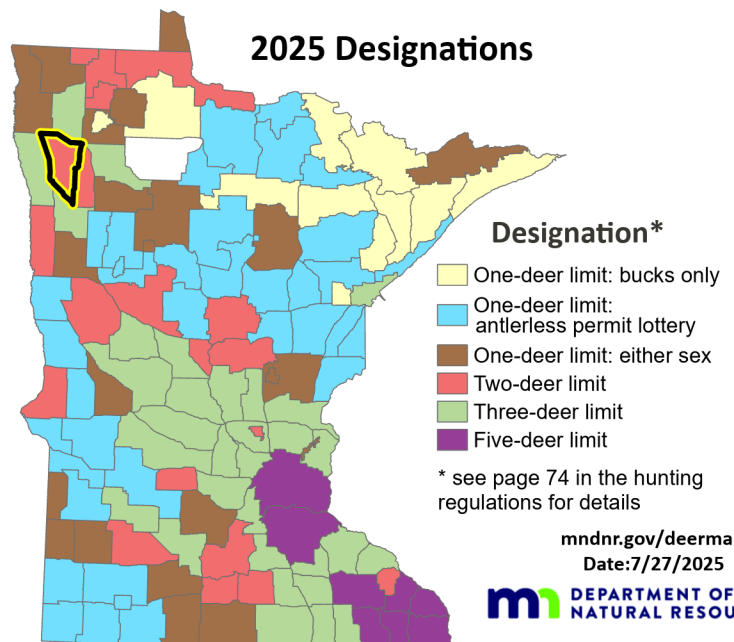 2025 Designations
Designation*
One-deer limit: bucks only
One-deer limit:
antlerless permit lottery
One-deer limit: either sex
Two-deer limit
Three-deer limit
Five-deer limit
* see page 74 in the hunting
regulations for details
mndnr.gov/deerma
Date:7/27/2025
DEPARTMENT OF
NATURAL RESOU